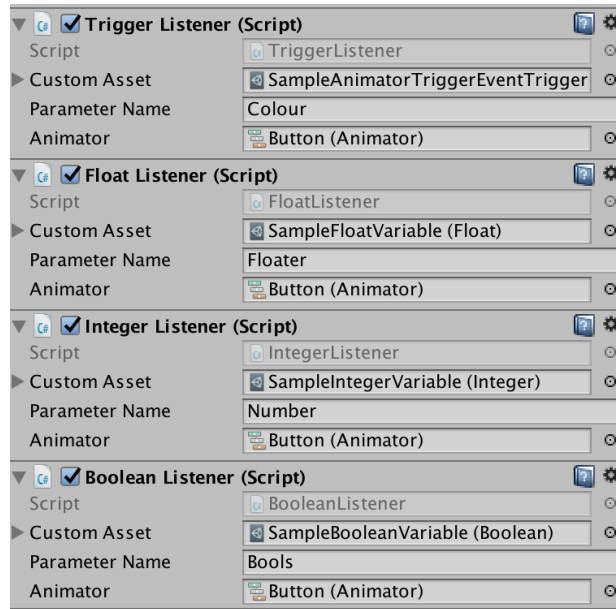 Trigger Listener (Script)
Script TriggerListener
Custom Asset SampleAnimatorTriggerEventTrigger
Parameter Name Colour
Animator Button (Animator)
Float Listener (Script)
Script FloatListener
Custom Asset SampleFloatVariable (Float)
Parameter Name Floater
Animator Button (Animator)
Integer Listener (Script)
Script IntegerListener
Custom Asset SampleIntegerVariable (Integer)
Parameter Name Number
Animator Button (Animator)
Boolean Listener (Script)
Script BooleanListener
Custom Asset SampleBooleanVariable (Boolean)
Parameter Name Bools
Animator Button (Animator)